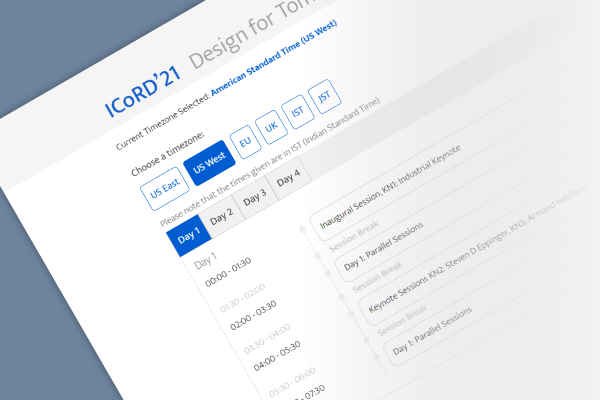 ICoRD'21 Design for Tom
Current Timezone Selected: American Standard Time (US West)
Choose a timezone:
US East US West EU UK IST JST
Please note that the times given are in IST (Indian Standard Time)
Day 1 Day 2 Day 3 Day 4
Day 1
00:00 - 01:30 Inaugural Session, KN1: Industrial Keynote
01:30 - 02:00 Session Break
02:00 - 03:30 Day 1: Parallel Sessions
03:30 - 04:00 Session Break
04:00 - 05:30 Keynote Sessions KN2: Steven D Eppinger, KN3: Armand Hatchuel
05:30 - 06:00 Session Break
- 07:30 Day 1: Parallel Sessions